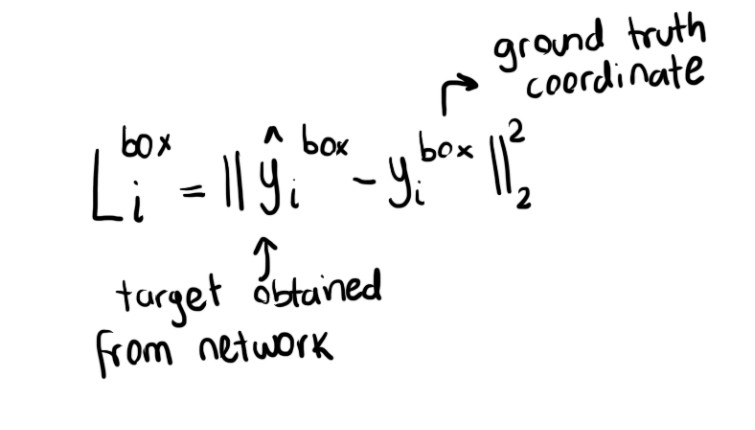 ground truth
coordinate
L_i^box = ||ŷ_i^box - y_i^box||_2^2
target obtained
from network